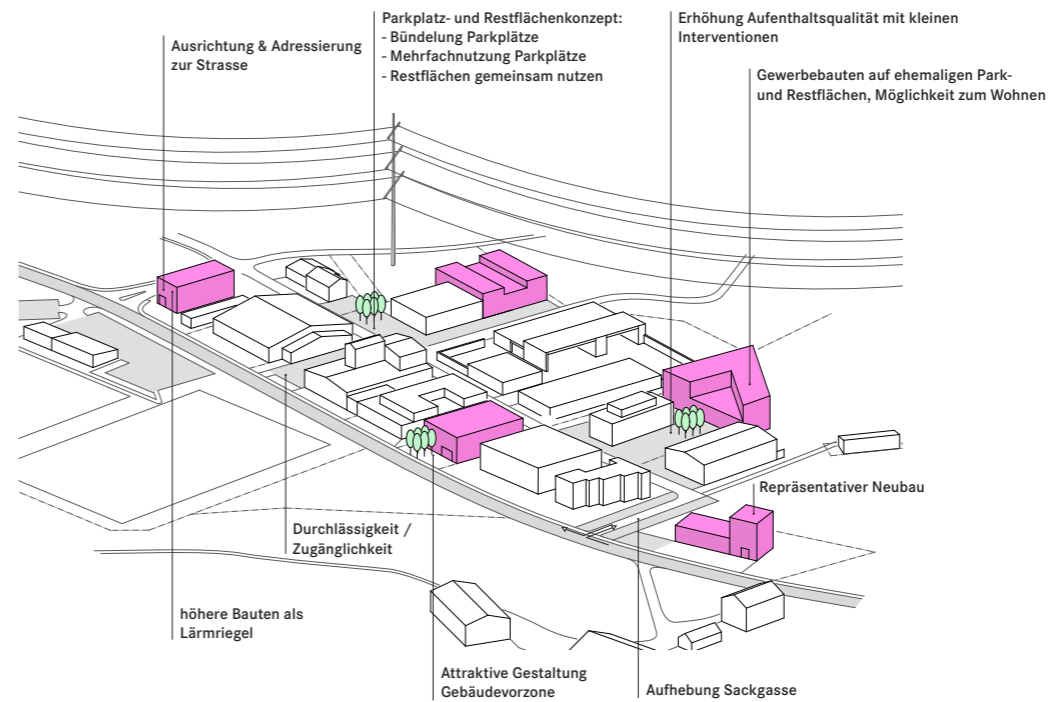 Parkplatz- und Restflächenkonzept:
- Bündelung Parkplätze
- Mehrfachnutzung Parkplätze
- Restflächen gemeinsam nutzen
Erhöhung Aufenthaltsqualität mit kleinen
Interventionen
Ausrichtung & Adressierung
zur Strasse
Gewerbebauten auf ehemaligen Park-
und Restflächen, Möglichkeit zum Wohnen
Repräsentativer Neubau
Durchlässigkeit /
Zugänglichkeit
höhere Bauten als
Lärmriegel
Attraktive Gestaltung
Gebäudevorzone
Aufhebung Sackgasse